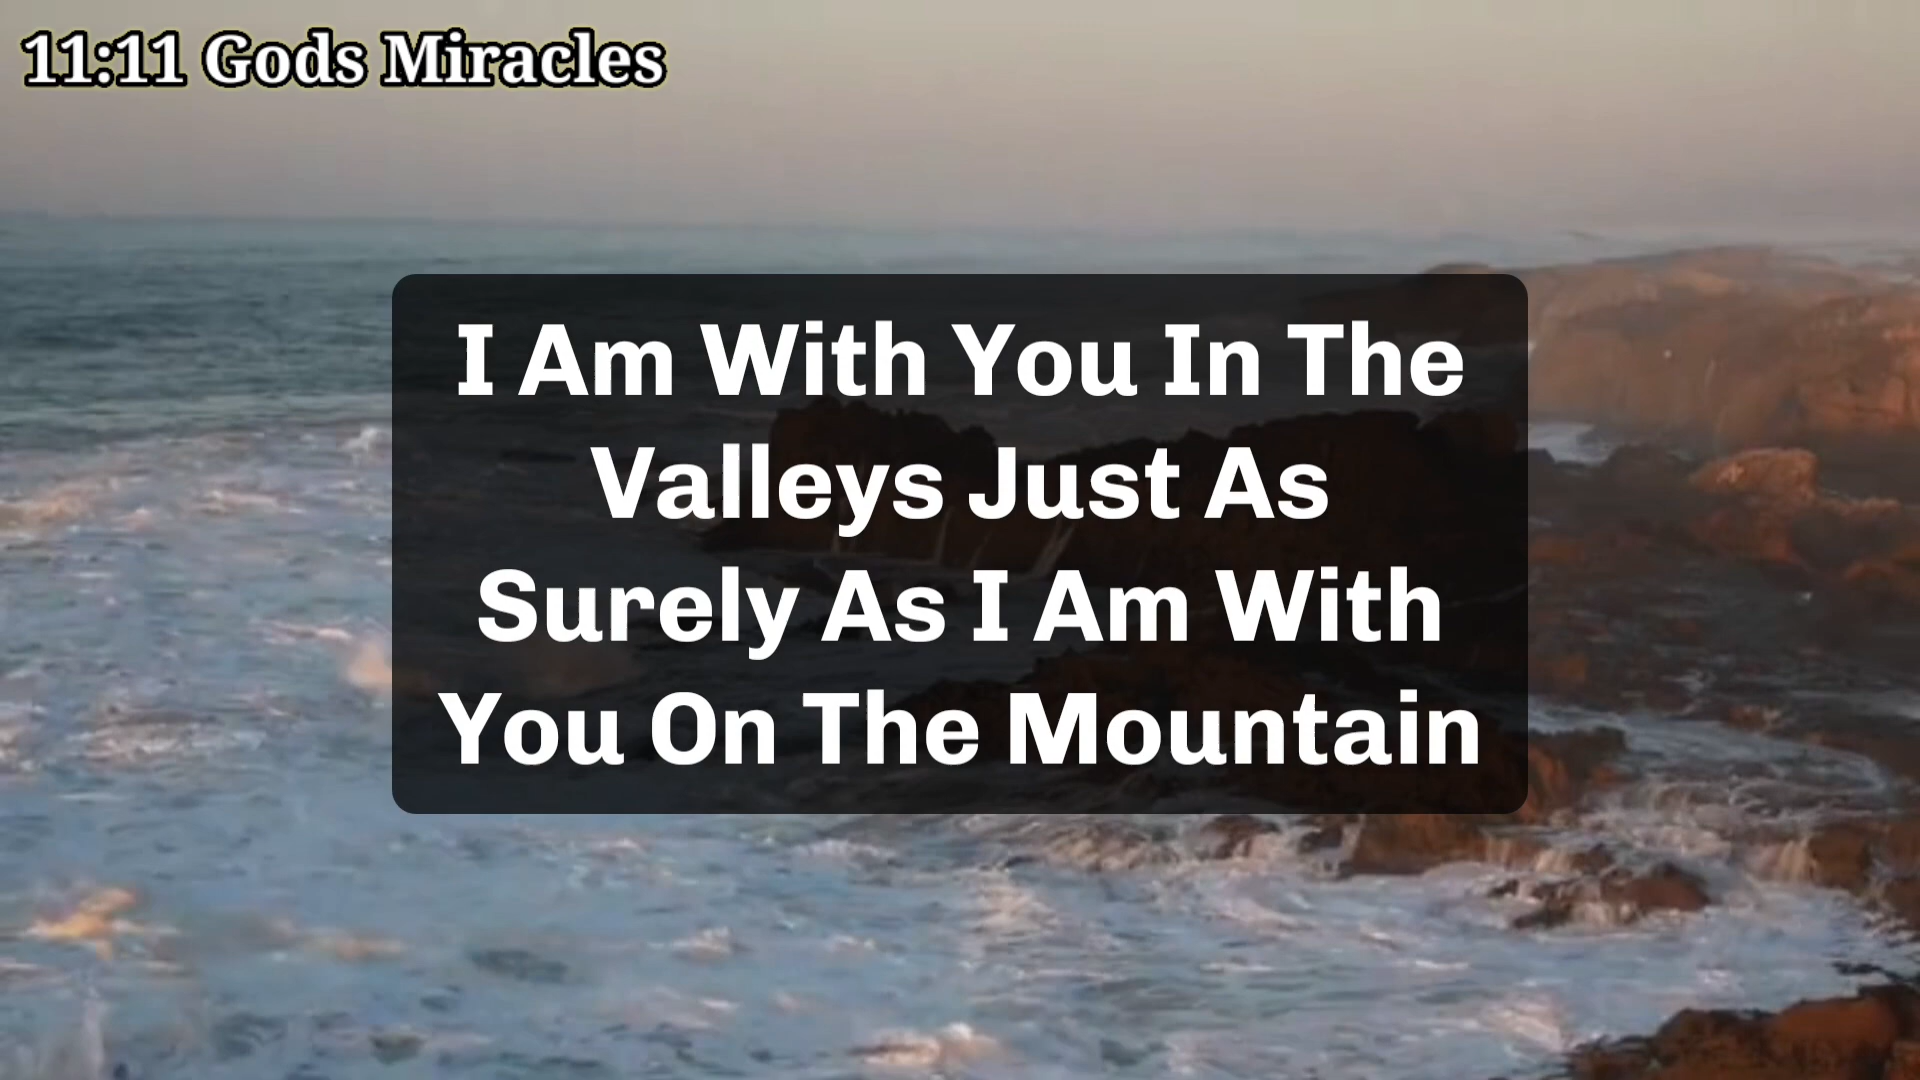 11:11 Gods Miracles
I Am With You In The
Valleys Just As
Surely As I Am With
You On The Mountain